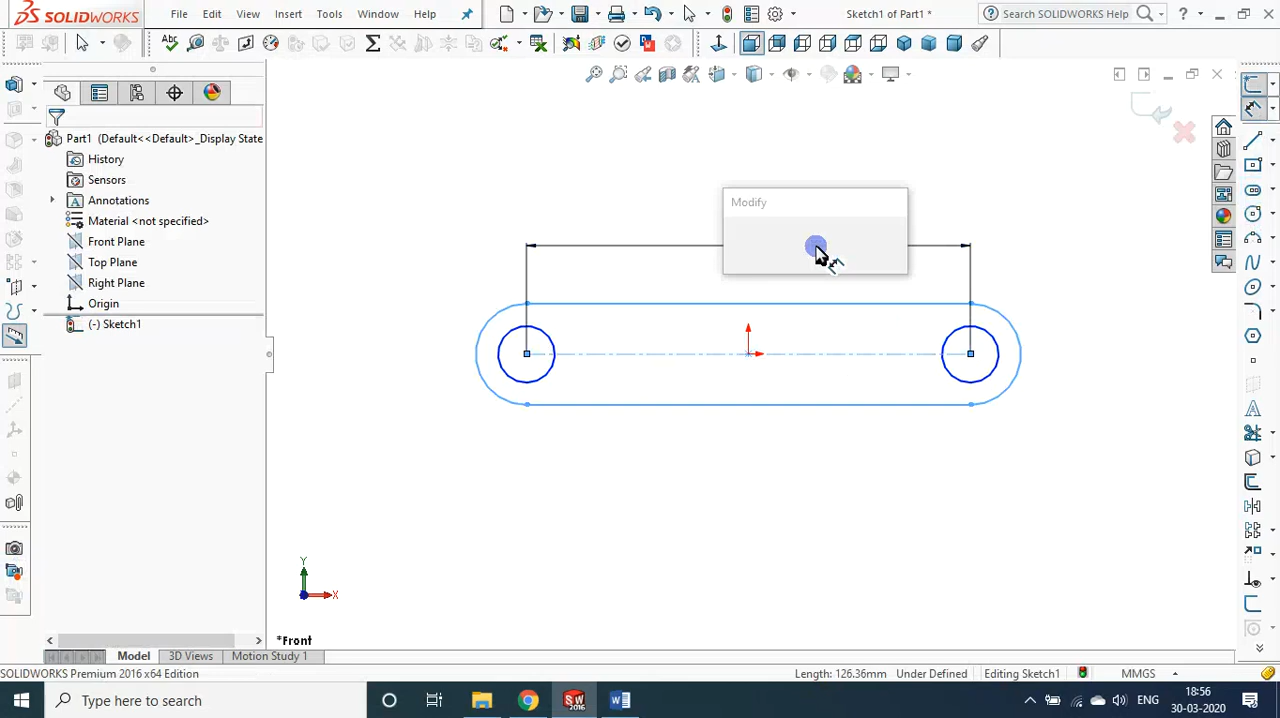 SOLIDWORKS File Edit View Insert Tools Window Help Sketch1 of Part1 * Search SOLIDWORKS Help
Part1 (Default<<Default>_Display State
History
Sensors
Annotations
Material <not specified>
Front Plane
Top Plane
Right Plane
Origin
(-) Sketch1
Modify
Y
X
*Front
Model 3D Views Motion Study 1
SOLIDWORKS Premium 2016 x64 Edition Length: 126.36mm Under Defined Editing Sketch1 MMGS
Type here to search ENG 18:56
30-03-2020